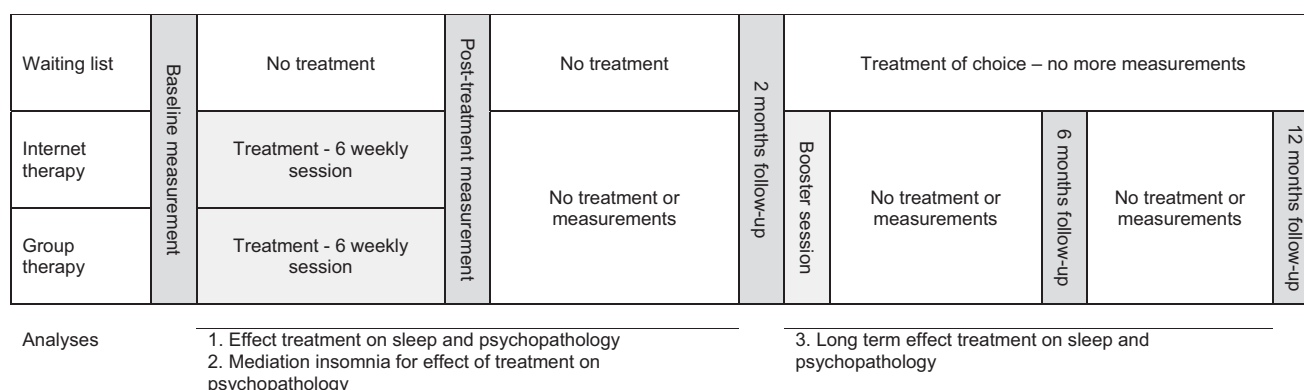 Waiting list
Baseline measurement
No treatment
Post-treatment measurement
No treatment
2 months follow-up
Treatment of choice – no more measurements
Internet
therapy
Treatment - 6 weekly
session
No treatment or
measurements
Booster session
No treatment or
measurements
6 months follow-up
No treatment or
measurements
12 months follow-up
Group
therapy
Treatment - 6 weekly
session
Analyses
1. Effect treatment on sleep and psychopathology
2. Mediation insomnia for effect of treatment on
psychopathology
3. Long term effect treatment on sleep and
psychopathology